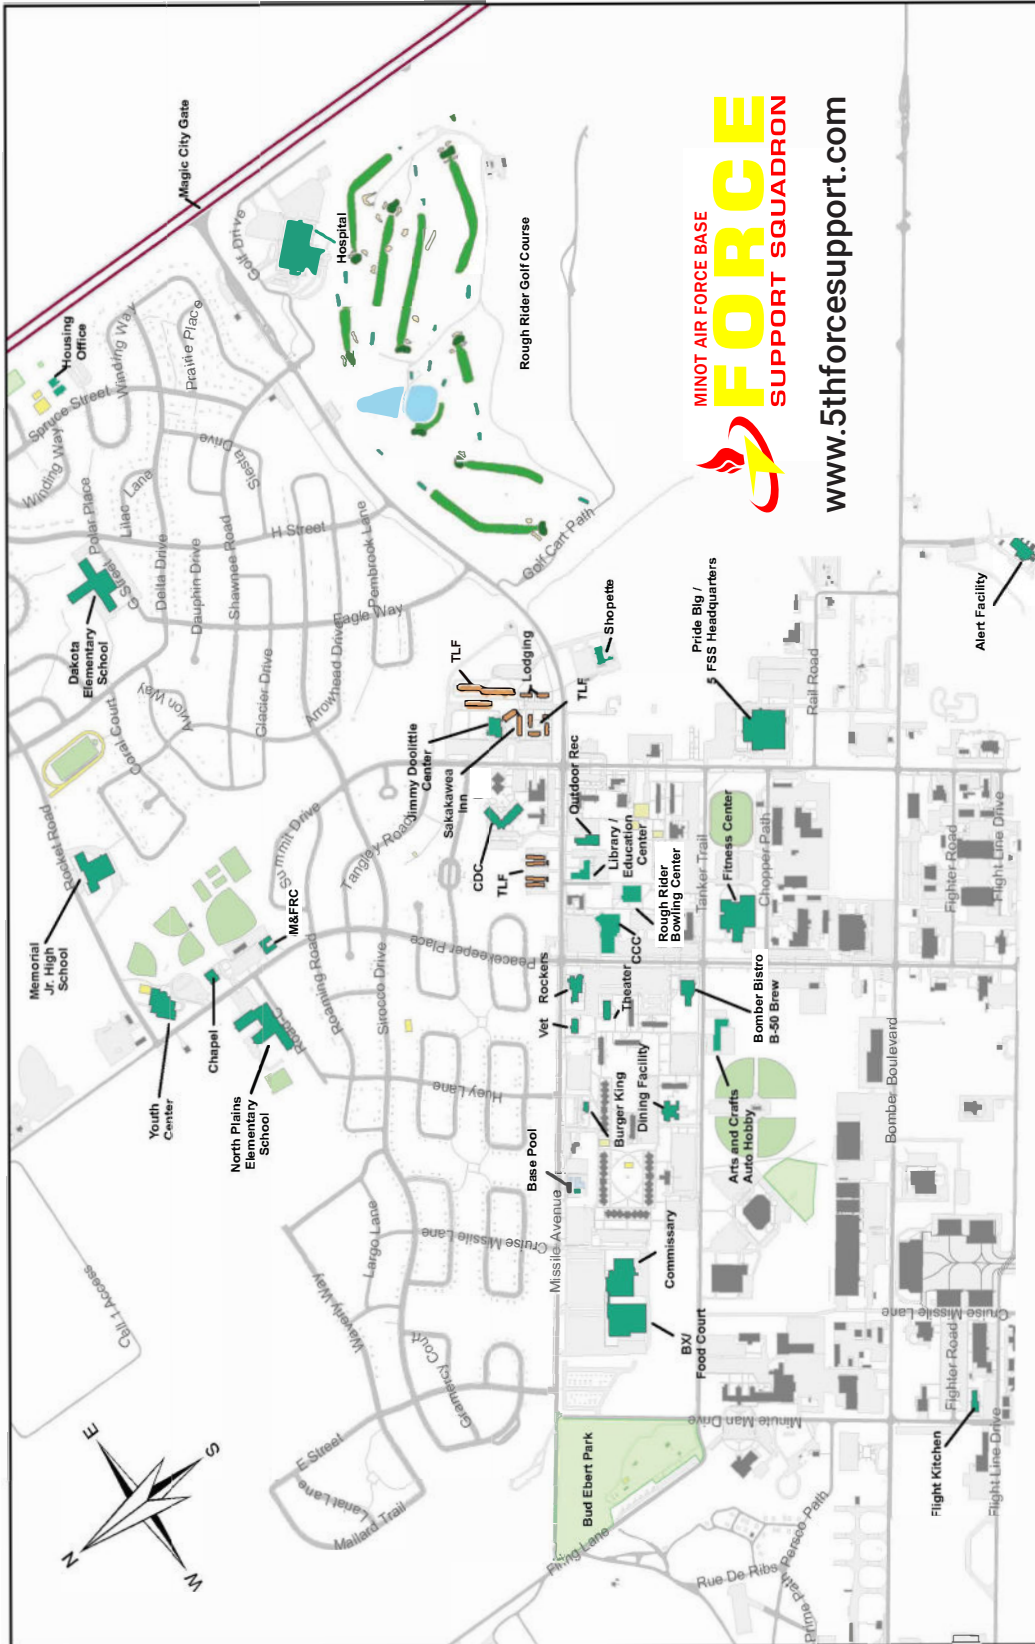 Magic City Gate
Golf Drive
Hospital
Rough Rider Golf Course
MINOT AIR FORCE BASE
FORCE
SUPPORT SQUADRON
www.5thforcesupport.com
Housing
Office
Spruce Street
Winding Way
Winding Way
Prairie Place
Siesta Drive
Polar Place
Lilac Lane
H Street
G Street
Delta Drive
Dauphin Drive
Shawnee Road
Pembrook Lane
Eagle Way
Golf Cart Path
Dakota
Elementary
School
Coral Court
Avion Way
Glacier Drive
Arrowhead Drive
TLF
Lodging
TLF
Shopette
Pride Blg /
5 FSS Headquarters
Rail Road
Alert Facility
Jimmy Doolittle
Center
Sakakawea
Inn
Outdoor Rec
CDC
TLF
Library /
Education
Center
Rough Rider
Bowling Center
CCC
Tanker Trail
Fitness Center
Chopper Path
Fighter Road
Flight Line Drive
Rocket Road
Memorial
Jr. High
School
Summit Drive
Tangley Road
M&FRC
Peacekeeper Place
Roaming Road
Sirocco Drive
Youth
Center
Chapel
North Plains
Elementary
School
Rockers
Vet
Theater
Bomber Bistro
B-50 Brew
Huey Lane
Burger King
Dining Facility
Arts and Crafts
Auto Hobby
Bomber Boulevard
Base Pool
Missile Avenue
Cruise Missile Lane
Commissary
BX/
Food Court
Cruise Missile Lane
Largo Lane
Waverly Way
Gramercy Court
Cell 1 Access
E Street
Lanat Lane
Mallard Trail
Bud Ebert Park
Minute Man Drive
Firing Lane
Rue De Ribs
Persco Path
Prime Path
Flight Kitchen
Fighter Road
Flight Line Drive
N
E
S
W